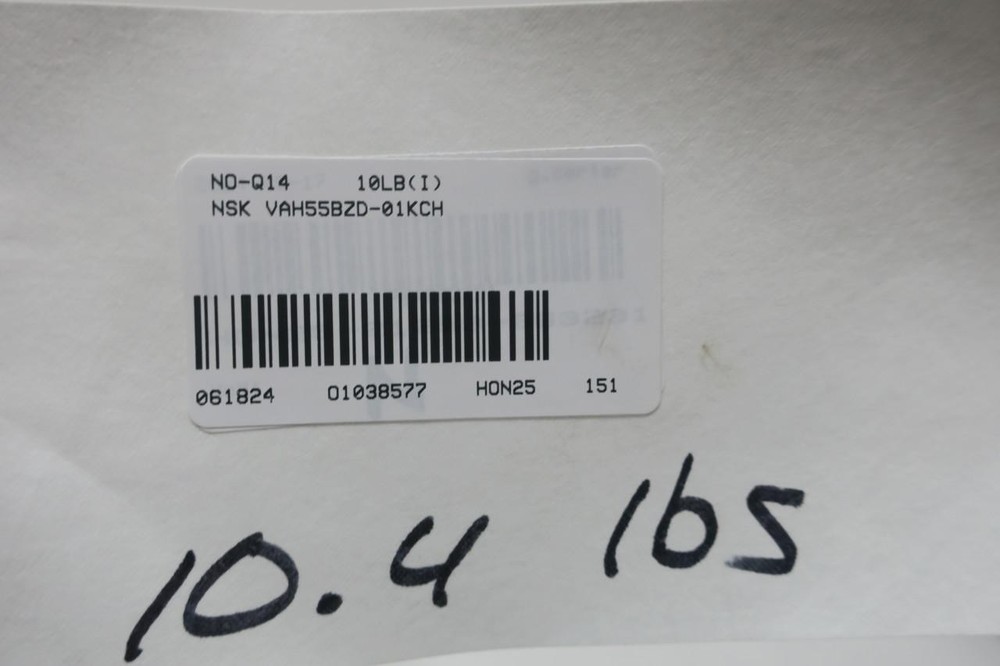 NO-Q14 10LB(I)
NSK VAH55BZD-01KCH
061824 01038577 HON25 151
10.4 lbs